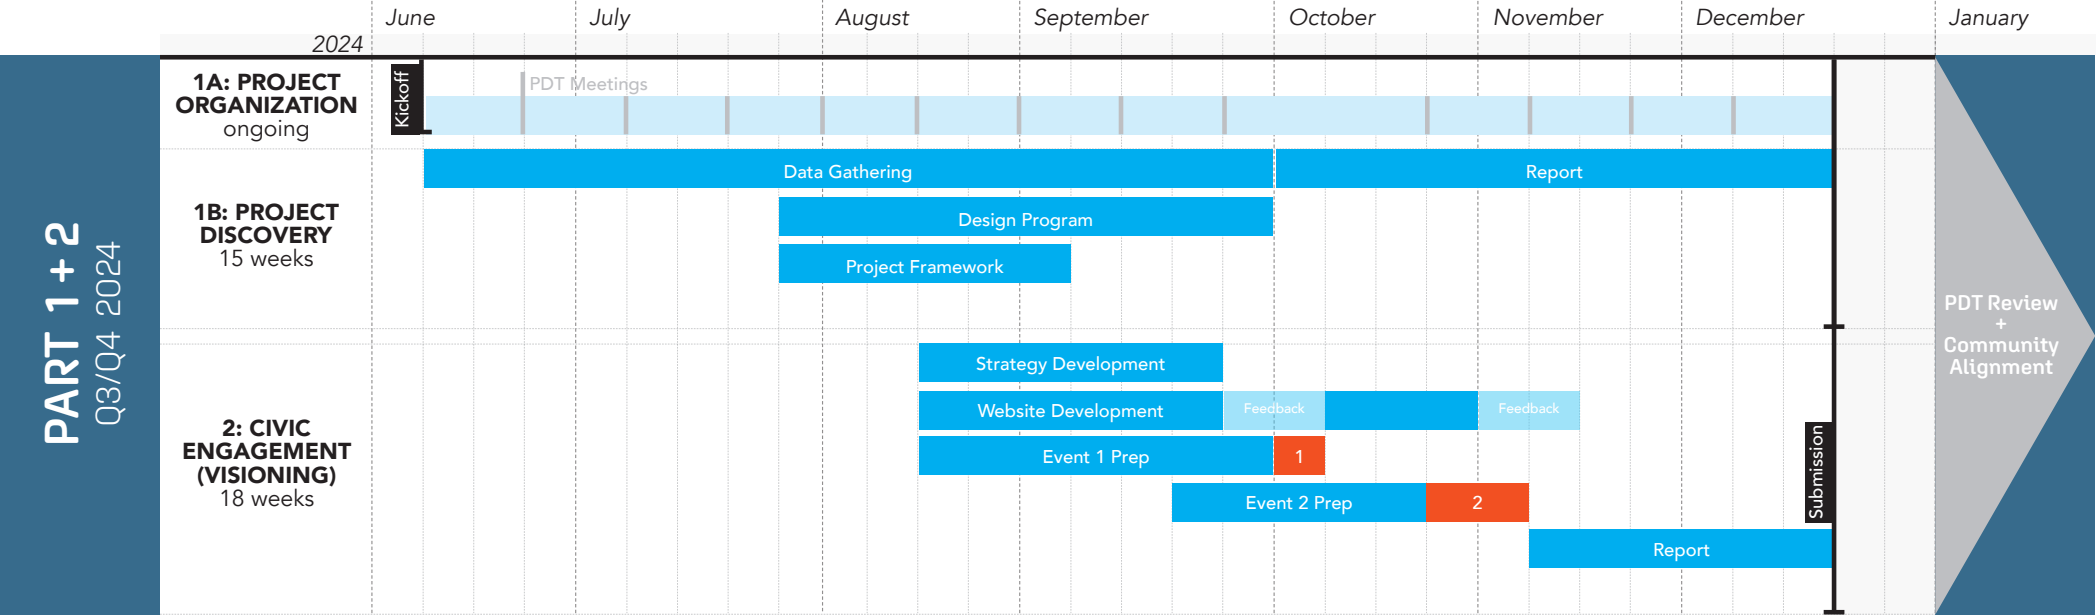 June July August September October November December January
2024
PART 1 + 2
Q3/Q4 2024
1A: PROJECT
ORGANIZATION
ongoing
Kickoff
PDT Meetings
1B: PROJECT
DISCOVERY
15 weeks
Data Gathering
Report
Design Program
Project Framework
2: CIVIC
ENGAGEMENT
(VISIONING)
18 weeks
Strategy Development
Website Development
Feedback
Feedback
Event 1 Prep
1
Event 2 Prep
2
Report
Submission
PDT Review
+
Community
Alignment